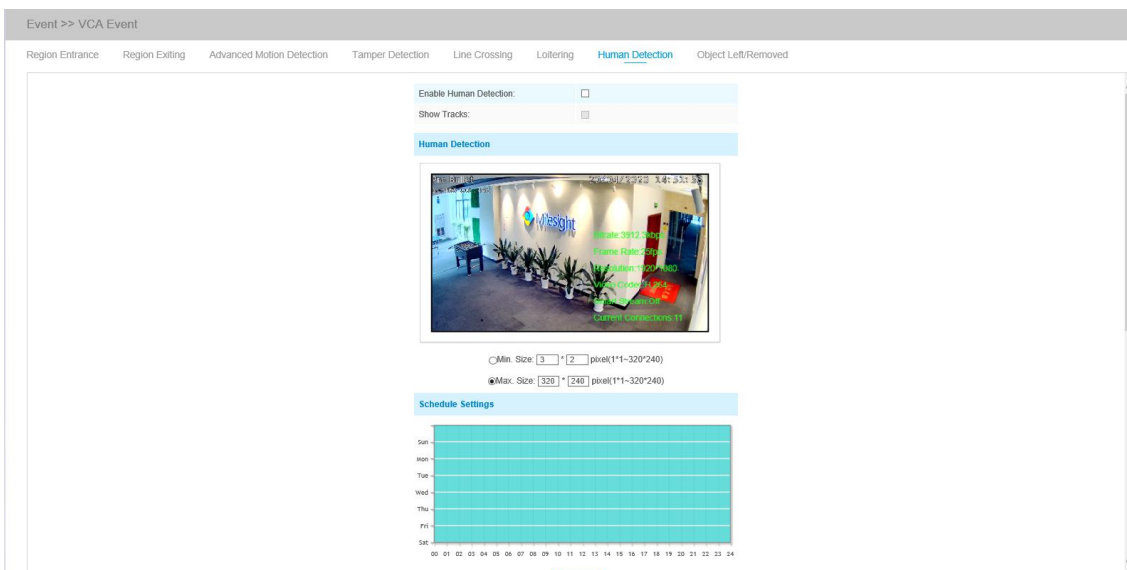 Event >> VCA Event
Region Entrance Region Exiting Advanced Motion Detection Tamper Detection Line Crossing Loitering Human Detection Object Left/Removed
Enable Human Detection:
Show Tracks:
Human Detection
Milesight
Frame Rate:25fps
Current Connections:11
Min. Size: 3 * 2 pixel(1*1~320*240)
Max. Size: 320 * 240 pixel(1*1~320*240)
Schedule Settings
Sun
Mon
Tue
Wed
Thu
Fri
Sat
00 01 02 03 04 05 06 07 08 09 10 11 12 13 14 15 16 17 18 19 20 21 22 23 24